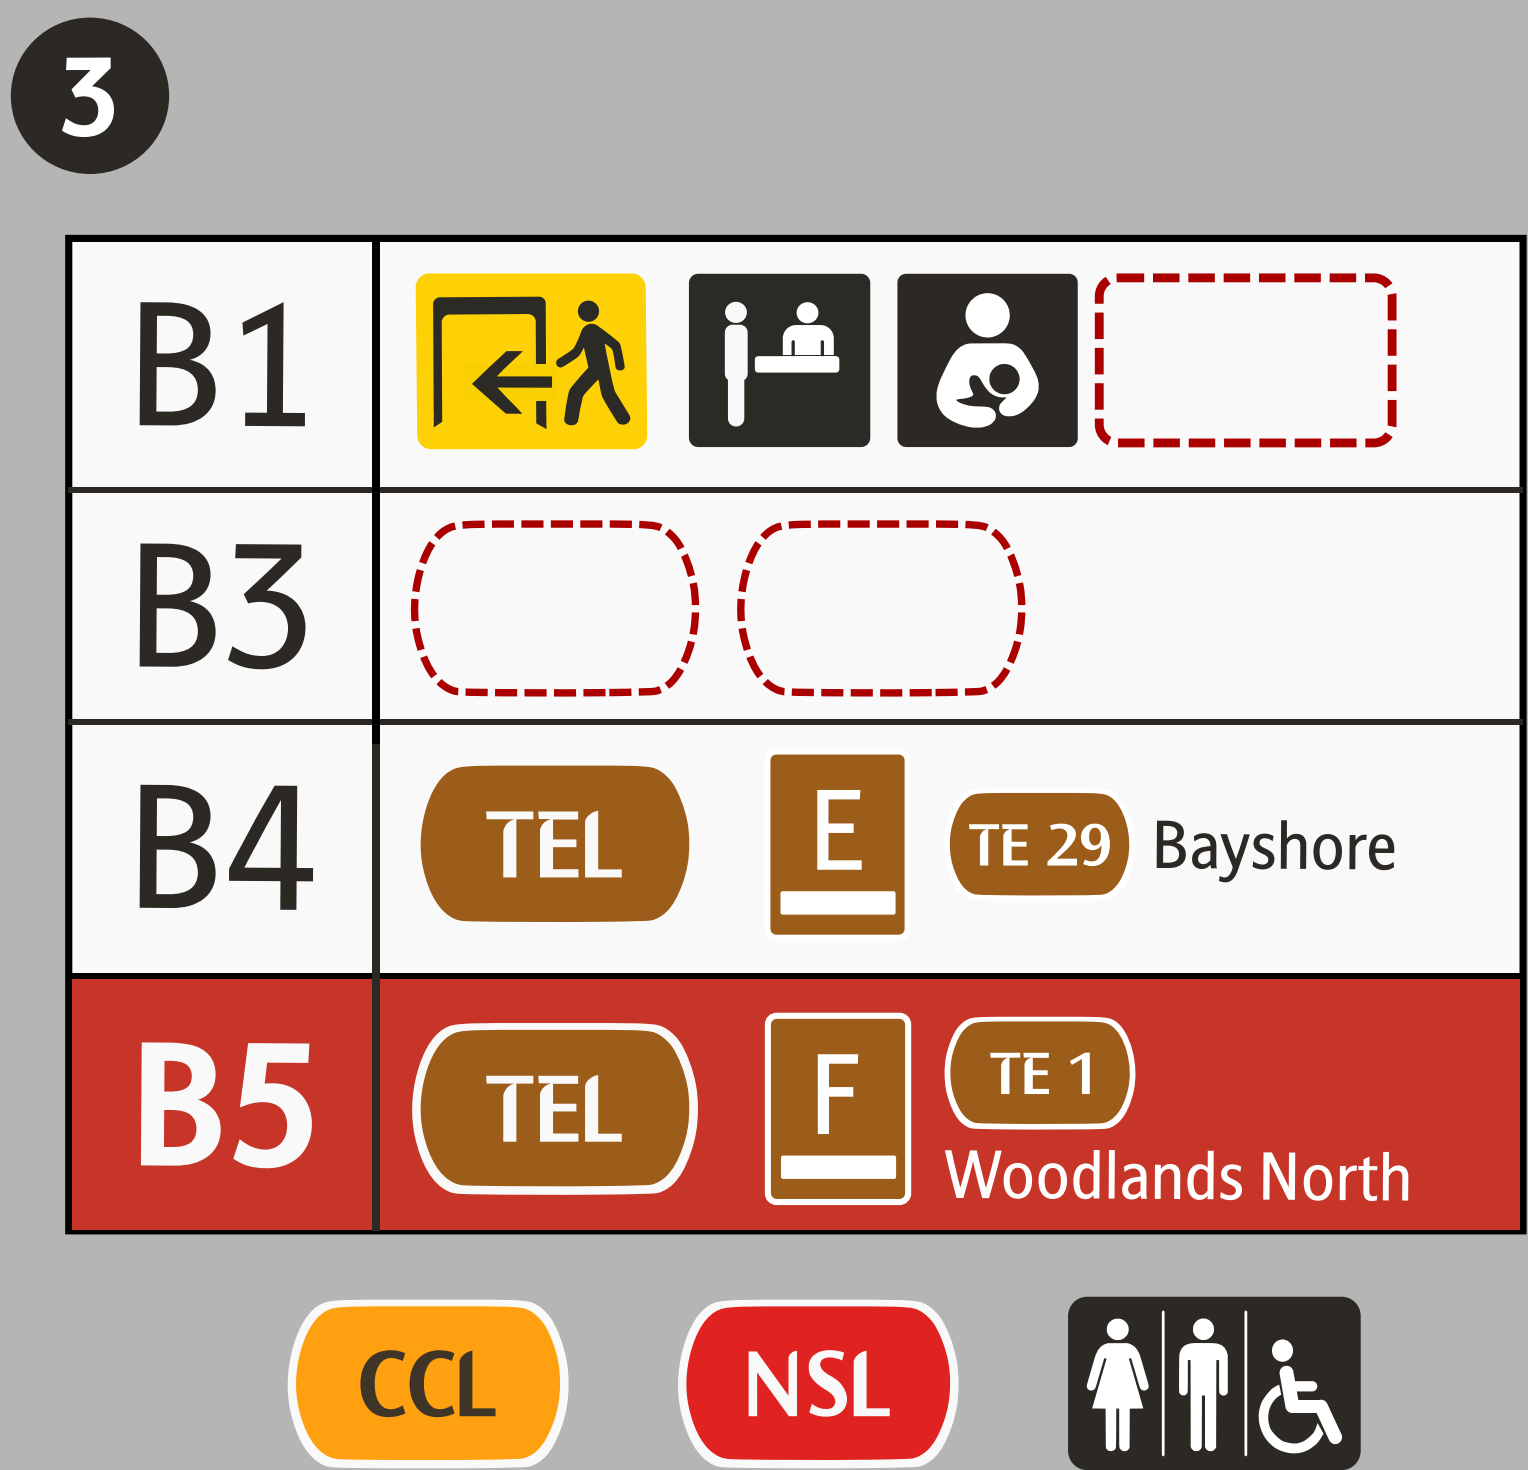 3
B1
B3
B4 TEL E TE 29 Bayshore
B5 TEL F TE 1
Woodlands North
CCL NSL